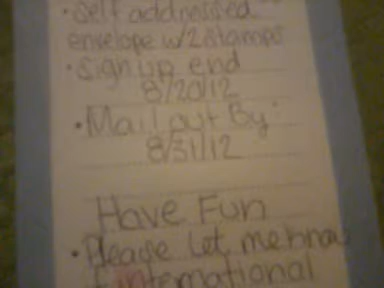 • Self addressed
envelope w/2 stamps
• Sign up end
8/20/12
• Mail out By
8/31/12
Have Fun
• Please let me know
international